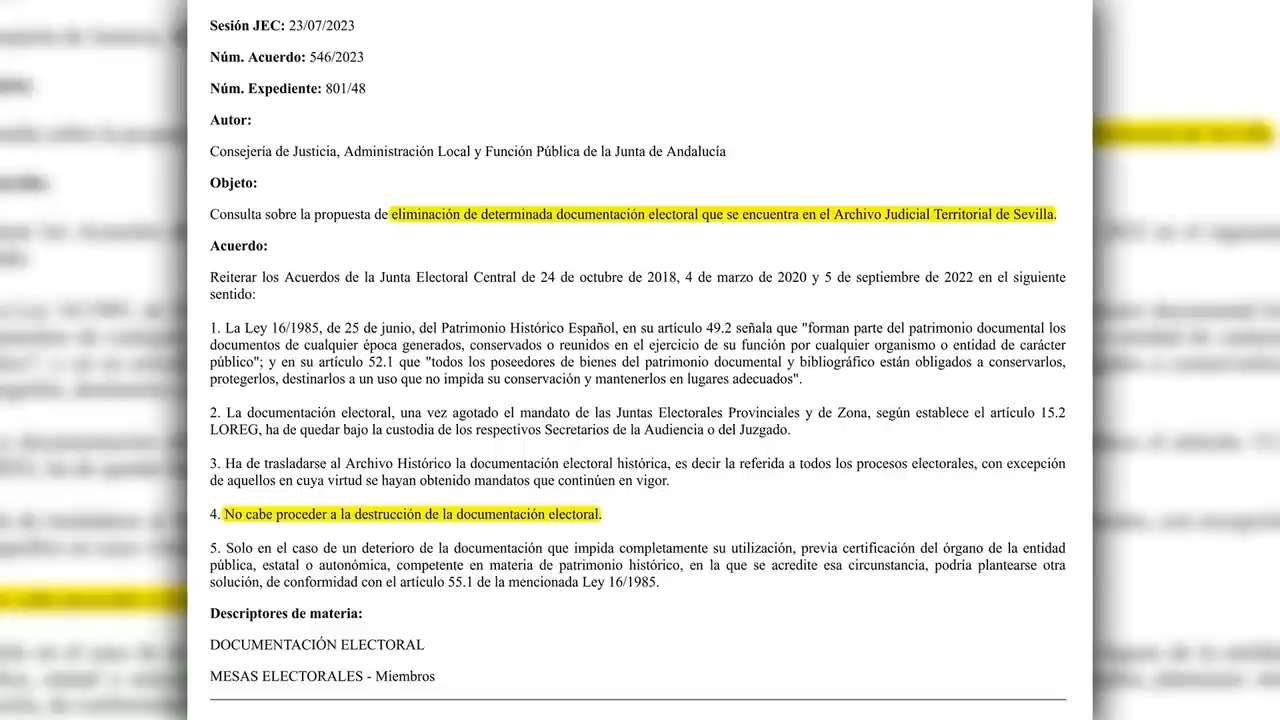 Sesión JEC: 23/07/2023
Núm. Acuerdo: 546/2023
Núm. Expediente: 801/48
Autor:
Consejería de Justicia, Administración Local y Función Pública de la Junta de Andalucía
Objeto:
Consulta sobre la propuesta de eliminación de determinada documentación electoral que se encuentra en el Archivo Judicial Territorial de Sevilla.
Acuerdo:
Reiterar los Acuerdos de la Junta Electoral Central de 24 de octubre de 2018, 4 de marzo de 2020 y 5 de septiembre de 2022 en el siguiente
sentido:
1. La Ley 16/1985, de 25 de junio, del Patrimonio Histórico Español, en su artículo 49.2 señala que "forman parte del patrimonio documental los
documentos de cualquier época generados, conservados o reunidos en el ejercicio de su función por cualquier organismo o entidad de carácter
público"; y en su artículo 52.1 que "todos los poseedores de bienes del patrimonio documental y bibliográfico están obligados a conservarlos,
protegerlos, destinarlos a un uso que no impida su conservación y mantenerlos en lugares adecuados".
2. La documentación electoral, una vez agotado el mandato de las Juntas Electorales Provinciales y de Zona, según establece el artículo 15.2
LOREG, ha de quedar bajo la custodia de los respectivos Secretarios de la Audiencia o del Juzgado.
3. Ha de trasladarse al Archivo Histórico la documentación electoral histórica, es decir la referida a todos los procesos electorales, con excepción
de aquellos en cuya virtud se hayan obtenido mandatos que continúen en vigor.
4. No cabe proceder a la destrucción de la documentación electoral.
5. Solo en el caso de un deterioro de la documentación que impida completamente su utilización, previa certificación del órgano de la entidad
pública, estatal o autonómica, competente en materia de patrimonio histórico, en la que se acredite esa circunstancia, podría plantearse otra
solución, de conformidad con el artículo 55.1 de la mencionada Ley 16/1985.
Descriptores de materia:
DOCUMENTACIÓN ELECTORAL
MESAS ELECTORALES - Miembros